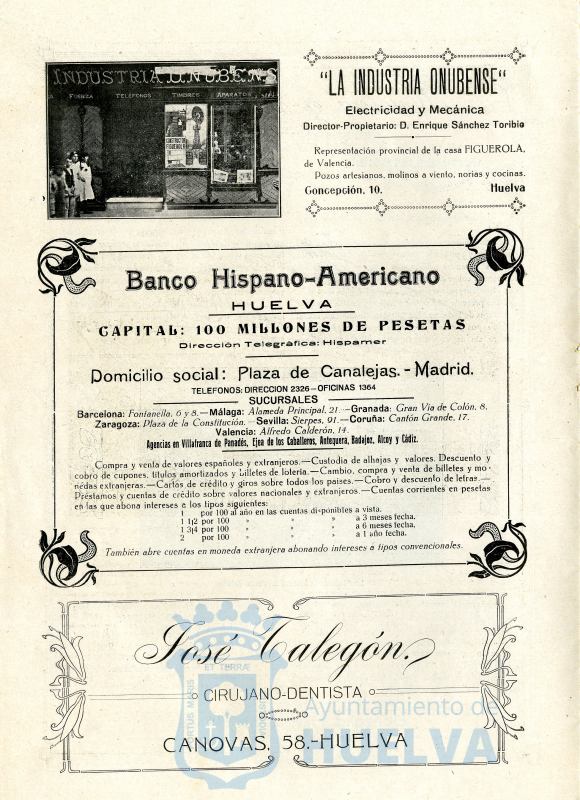 INDUSTRIA ONUBENS
FUERZA TELÉFONOS TIMBRES APARATOS
"LA INDUSTRIA ONUBENSE"
Electricidad y Mecánica
Director-Propietario: D. Enrique Sánchez Toribio
Representación provincial de la casa FIGUEROLA,
de Valencia.
Pozos artesianos, molinos a viento, norias y cocinas.
Concepción, 10. Huelva
Banco Hispano-Americano
HUELVA
CAPITAL: 100 MILLONES DE PESETAS
Dirección Telegráfica: Hispamer
Domicilio social: Plaza de Canalejas.-Madrid.
TELEFONOS: DIRECCION 2326-OFICINAS 1364
SUCURSALES
Barcelona: Fontanella, 6 y 8.—Málaga: Alameda Principal, 21.—Granada: Gran Via de Colón, 8.
Zaragoza: Plaza de la Constitución.—Sevilla: Sierpes, 91.—Coruña: Cantón Grande, 17.
Valencia: Alfredo Calderón, 14.
Agencias en Villafranca de Panadés, Ejea de los Caballeros, Antequera, Badajoz, Alcoy y Cádiz.
Compra y venta de valores españoles y extranjeros.—Custodia de alhajas y valores. Descuento y
cobro de cupones, títulos amortizados y billetes de lotería.—Cambio, compra y venta de billetes y mo-
nedas extranjeras.—Cartas de crédito y giros sobre todos los paises.—Cobro y descuento de letras.—
Préstamos y cuentas de crédito sobre valores nacionales y extranjeros.—Cuentas corrientes en pesetas
en las que abona intereses a los tipos siguientes:
1 por 100 al año en las cuentas disponibles a vista.
1 1|2 por 100 » » » a 3 meses fecha.
1 3|4 por 100 » » » a 6 meses fecha.
2 por 100 » » » a 1 año fecha.
También abre cuentas en moneda extranjera abonando intereses a tipos convencionales.
José Talegón.
CIRUJANO-DENTISTA
CANOVAS, 58.-HUELVA
ET TERRÆ
Ayuntamiento de
HUELVA